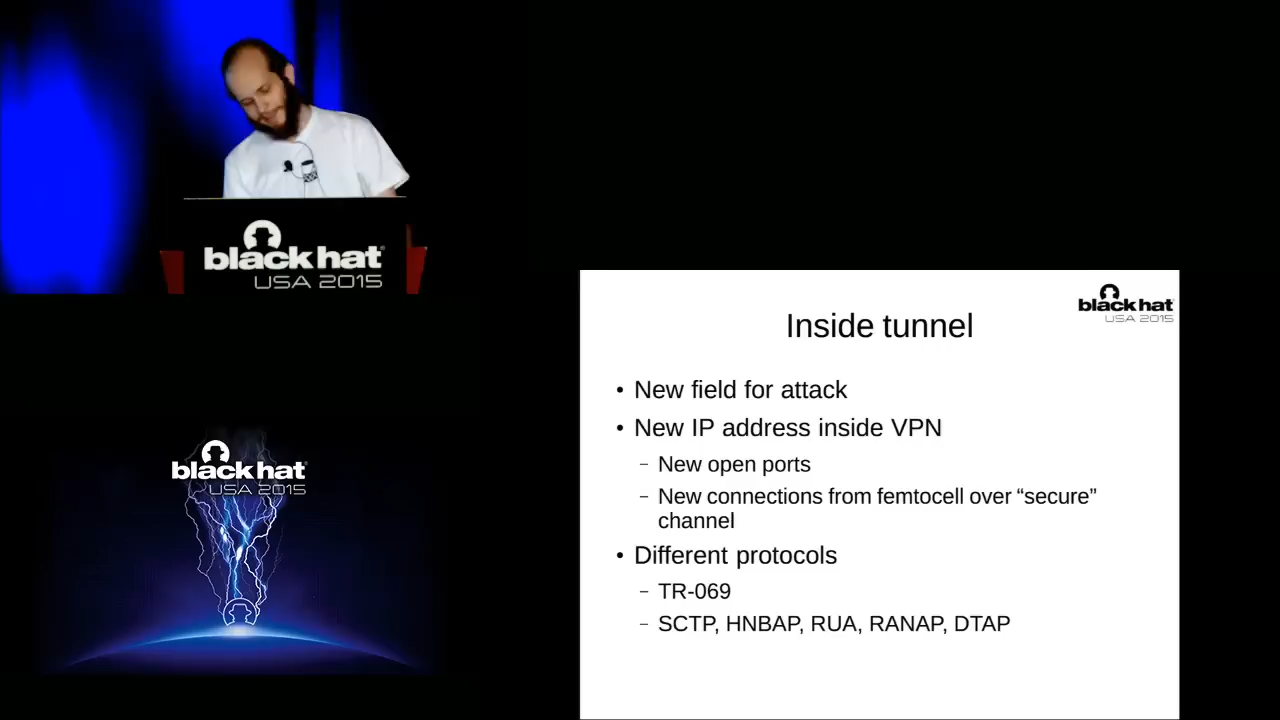 black hat
USA 2015
black hat
USA 2015
Inside tunnel
• New field for attack
• New IP address inside VPN
– New open ports
– New connections from femtocell over “secure”
channel
• Different protocols
– TR-069
– SCTP, HNBAP, RUA, RANAP, DTAP
black hat
USA 2015